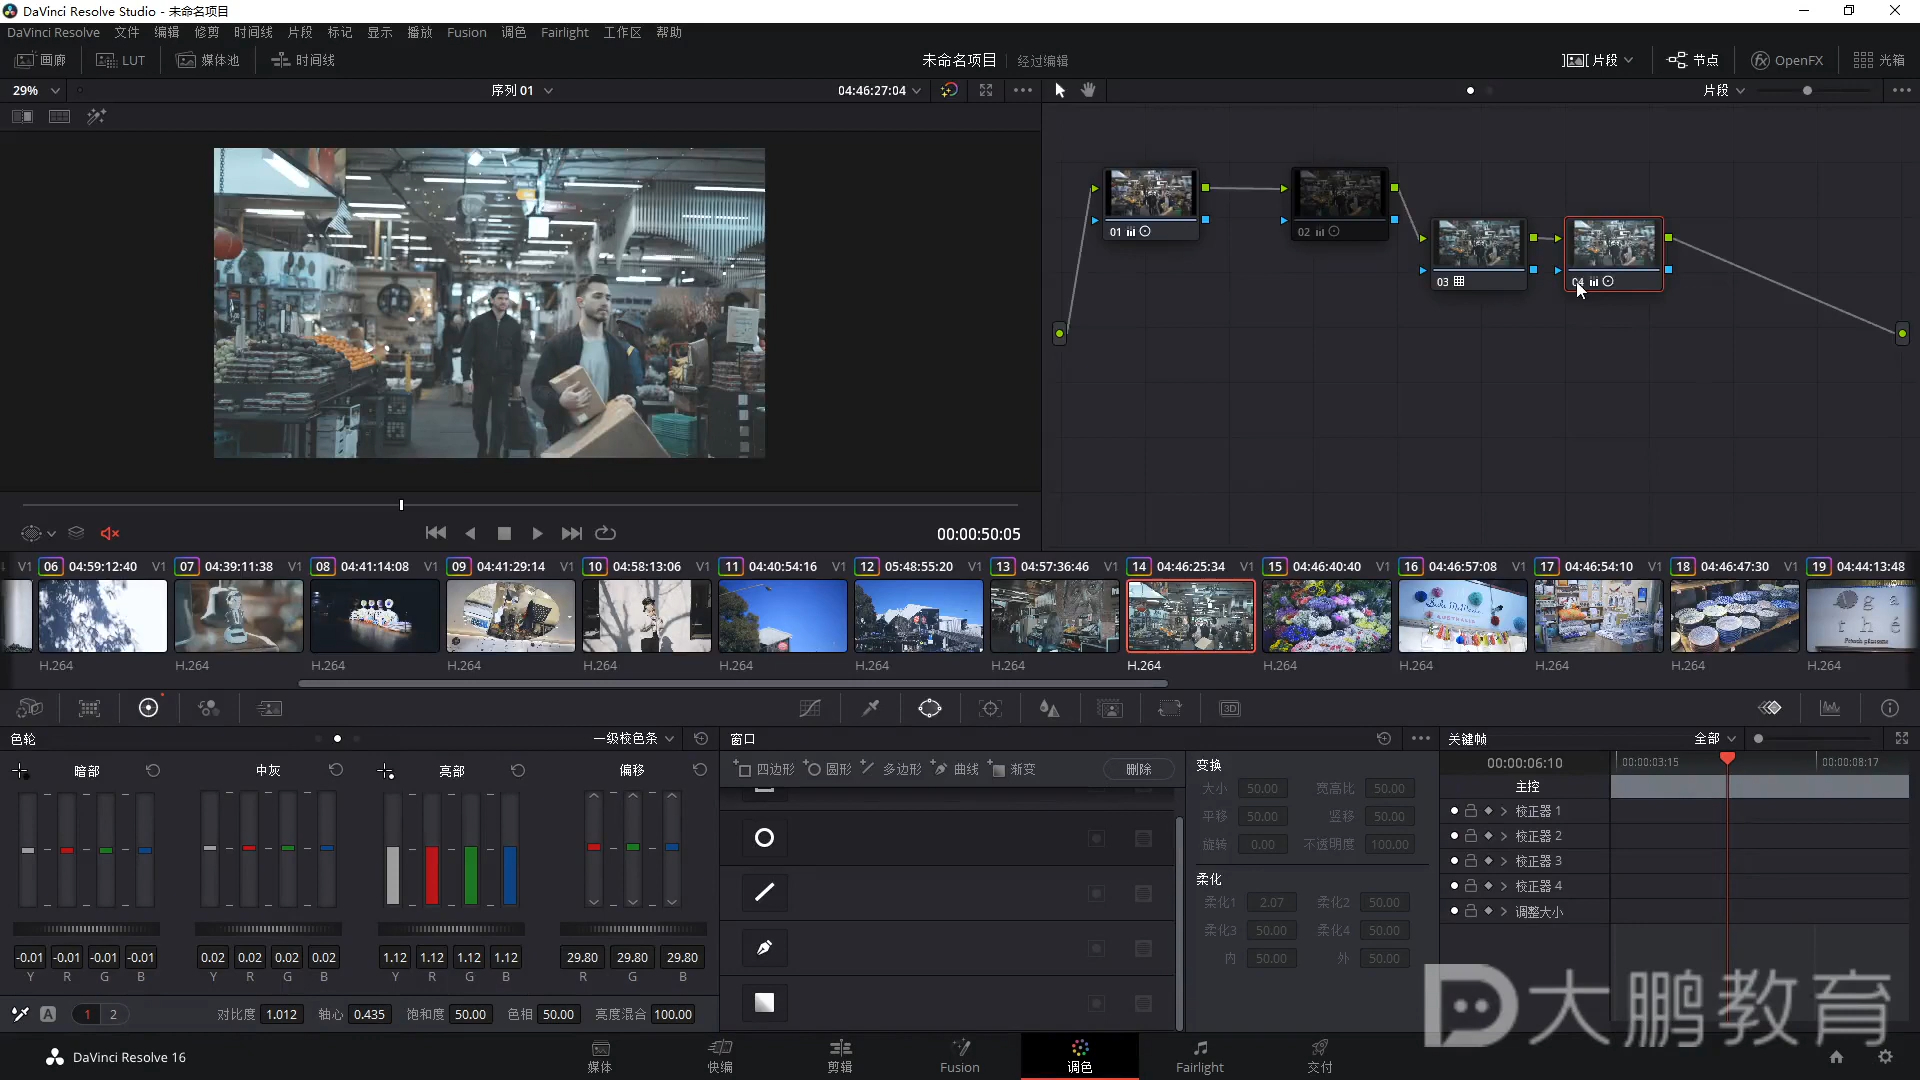 DaVinci Resolve Studio - 未命名项目
DaVinci Resolve 文件 编辑 修剪 时间线 片段 标记 显示 播放 Fusion 调色 Fairlight 工作区 帮助
画廊 LUT 媒体池 时间线 未命名项目 经过编辑 片段 节点 OpenFX 光箱
29% 序列 01 04:46:27:04 片段
01 02
03 04
00:00:50:05
V1 06 04:59:12:40 V1 07 04:39:11:38 V1 08 04:41:14:08 V1 09 04:41:29:14 V1 10 04:58:13:06 V1 11 04:40:54:16 V1 12 05:48:55:20 V1 13 04:57:36:46 V1 14 04:46:25:34 V1 15 04:46:40:40 V1 16 04:46:57:08 V1 17 04:46:54:10 V1 18 04:46:47:30 V1 19 04:44:13:48
H.264 H.264 H.264 H.264 H.264 H.264 H.264 H.264 H.264 H.264 H.264 H.264 H.264 H.264
3D
色轮 一级校色条 窗口 关键帧 全部
暗部 中灰 亮部 偏移 四边形 圆形 多边形 曲线 渐变 删除 变换 00:00:06:10 00:00:03:15 00:00:08:17
大小 50.00 宽高比 50.00 主控
平移 50.00 竖移 50.00 校正器 1
旋转 0.00 不透明度 100.00 校正器 2
柔化 校正器 3
柔化1 2.07 柔化2 50.00 校正器 4
柔化3 50.00 柔化4 50.00 调整大小
内 50.00 外 50.00
-0.01 -0.01 -0.01 -0.01 0.02 0.02 0.02 0.02 1.12 1.12 1.12 1.12 29.80 29.80 29.80
Y R G B Y R G B Y R G B R G B
A 1 2 对比度 1.012 轴心 0.435 饱和度 50.00 色相 50.00 亮度混合 100.00
大鹏教育
DaVinci Resolve 16 媒体 快编 剪辑 Fusion 调色 Fairlight 交付